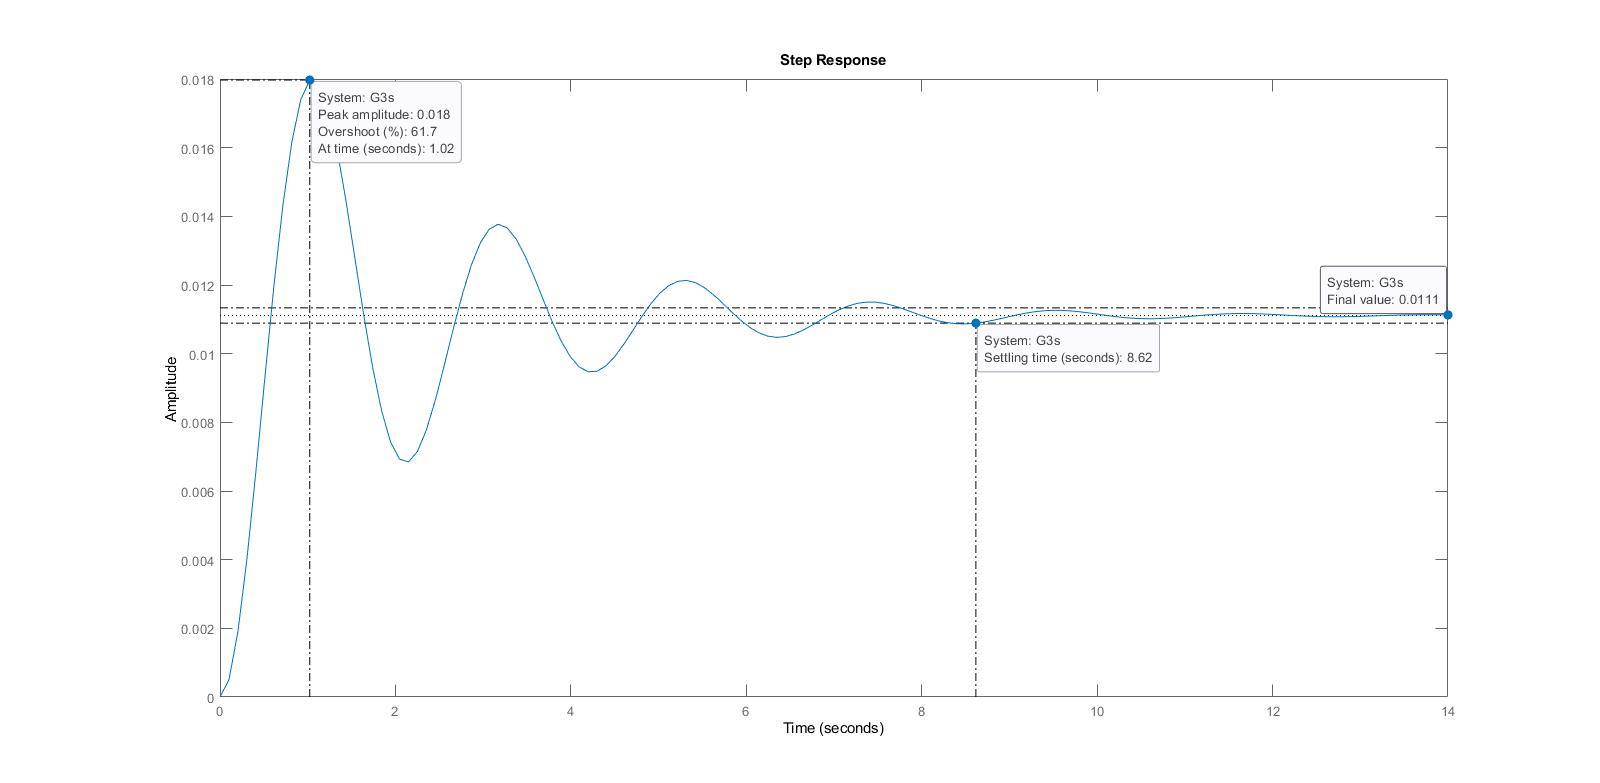 Step Response
0.018
0.016
0.014
0.012
0.01
0.008
0.006
0.004
0.002
0
Amplitude
System: G3s
Peak amplitude: 0.018
Overshoot (%): 61.7
At time (seconds): 1.02
System: G3s
Final value: 0.0111
System: G3s
Settling time (seconds): 8.62
0 2 4 6 8 10 12 14
Time (seconds)